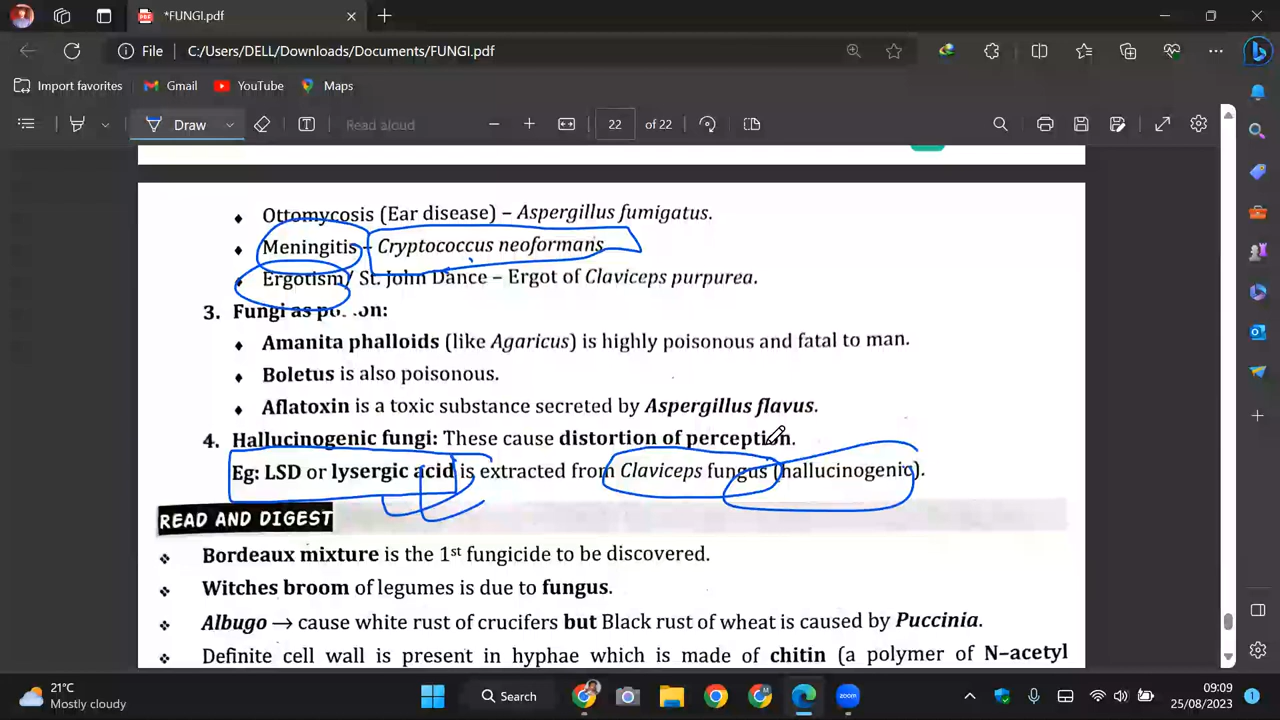 *FUNGI.pdf
File C:/Users/DELL/Downloads/Documents/FUNGI.pdf
Import favorites Gmail YouTube Maps
Draw Read aloud 22 of 22
Ottomycosis (Ear disease) – Aspergillus fumigatus.
Meningitis – Cryptococcus neoformans
Ergotism/ St. John Dance – Ergot of Claviceps purpurea.
3. Fungi as :
Amanita phalloids (like Agaricus) is highly poisonous and fatal to man.
Boletus is also poisonous.
Aflatoxin is a toxic substance secreted by Aspergillus flavus.
4. Hallucinogenic fungi: These cause distortion of perception.
Eg: LSD or lysergic acid is extracted from Claviceps fungus (hallucinogenic).
READ AND DIGEST
Bordeaux mixture is the 1st fungicide to be discovered.
Witches broom of legumes is due to fungus.
Albugo → cause white rust of crucifers but Black rust of wheat is caused by Puccinia.
Definite cell wall is present in hyphae which is made of chitin (a polymer of N–acetyl
21°C
Mostly cloudy
Search
zoom
09:09
25/08/2023
1